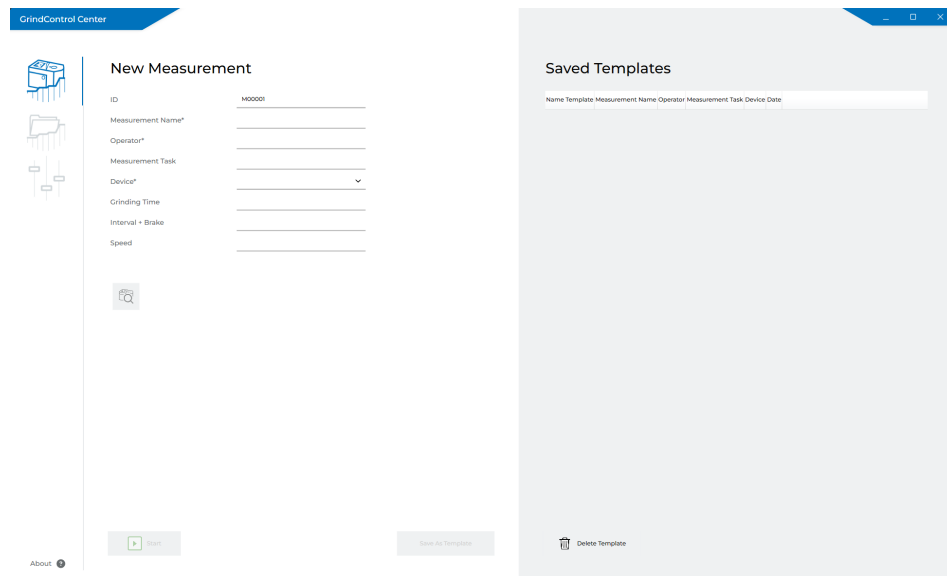 GrindControl Center
New Measurement
ID M00001
Measurement Name*
Operator*
Measurement Task
Device*
Grinding Time
Interval + Brake
Speed
Start
Save As Template
About ?
Saved Templates
Name Template Measurement Name Operator Measurement Task Device Date
Delete Template